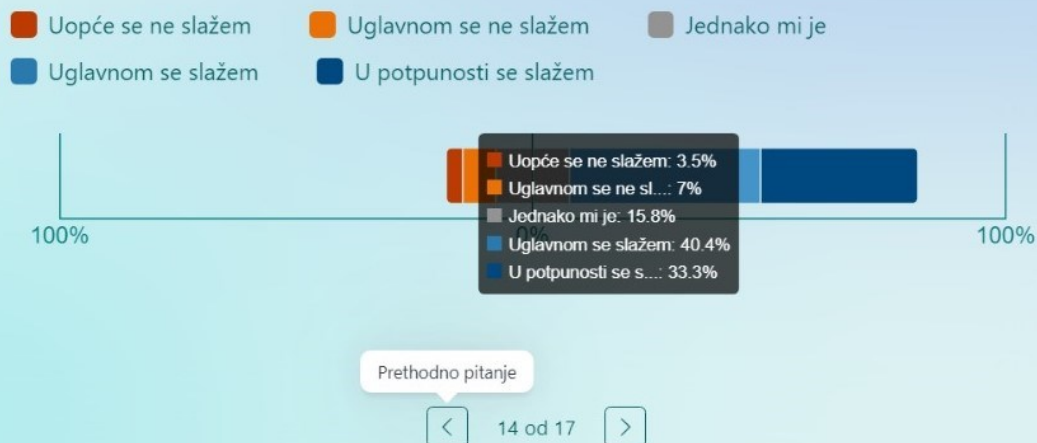 Uopće se ne slažem Uglavnom se ne slažem Jednako mi je
Uglavnom se slažem U potpunosti se slažem
Uopće se ne slažem: 3.5%
Uglavnom se ne sl...: 7%
Jednako mi je: 15.8%
100% 0% 100%
Uglavnom se slažem: 40.4%
U potpunosti se s...: 33.3%
Prethodno pitanje
14 od 17